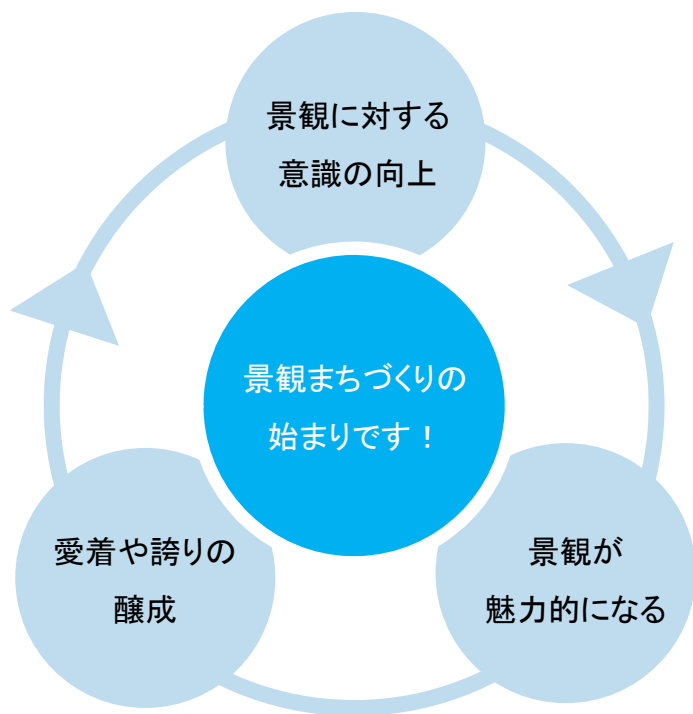 景観に対する
意識の向上
景観まちづくりの
始まりです！
愛着や誇りの
醸成
景観が
魅力的になる